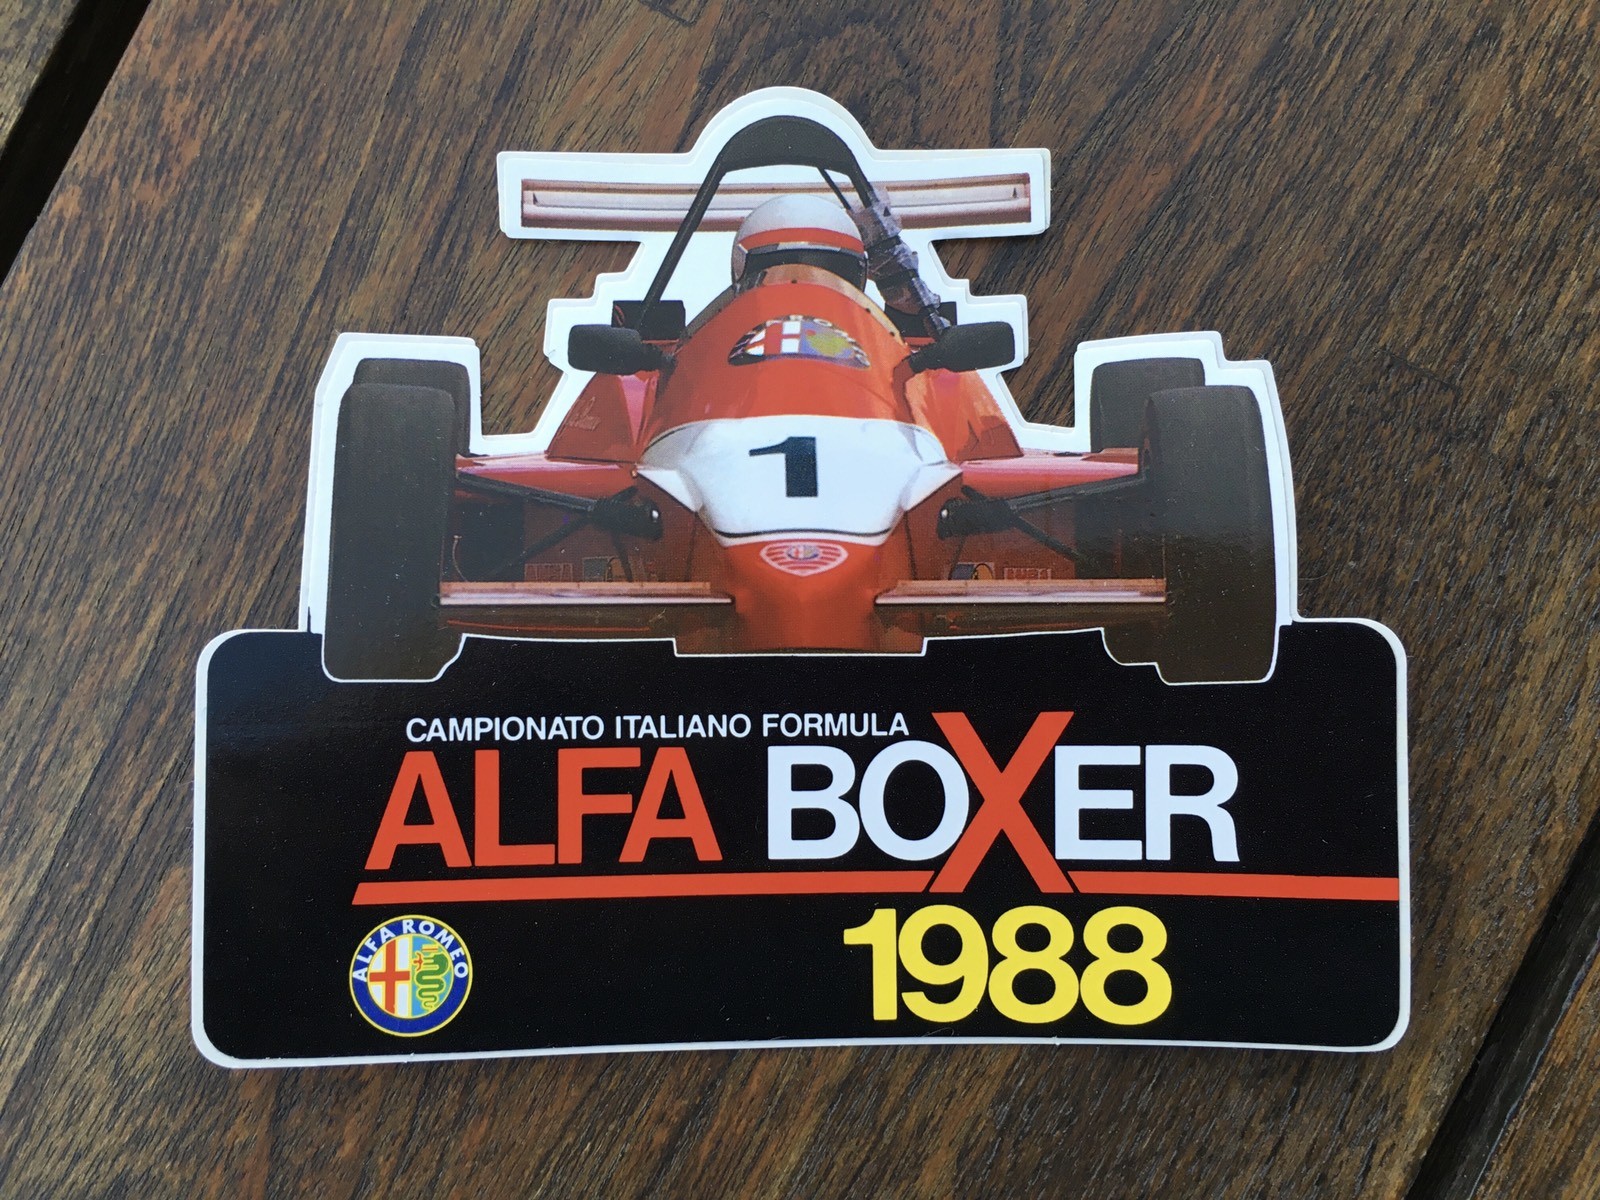 1
CAMPIONATO ITALIANO FORMULA
ALFA BOXER
1988
ALFA ROMEO